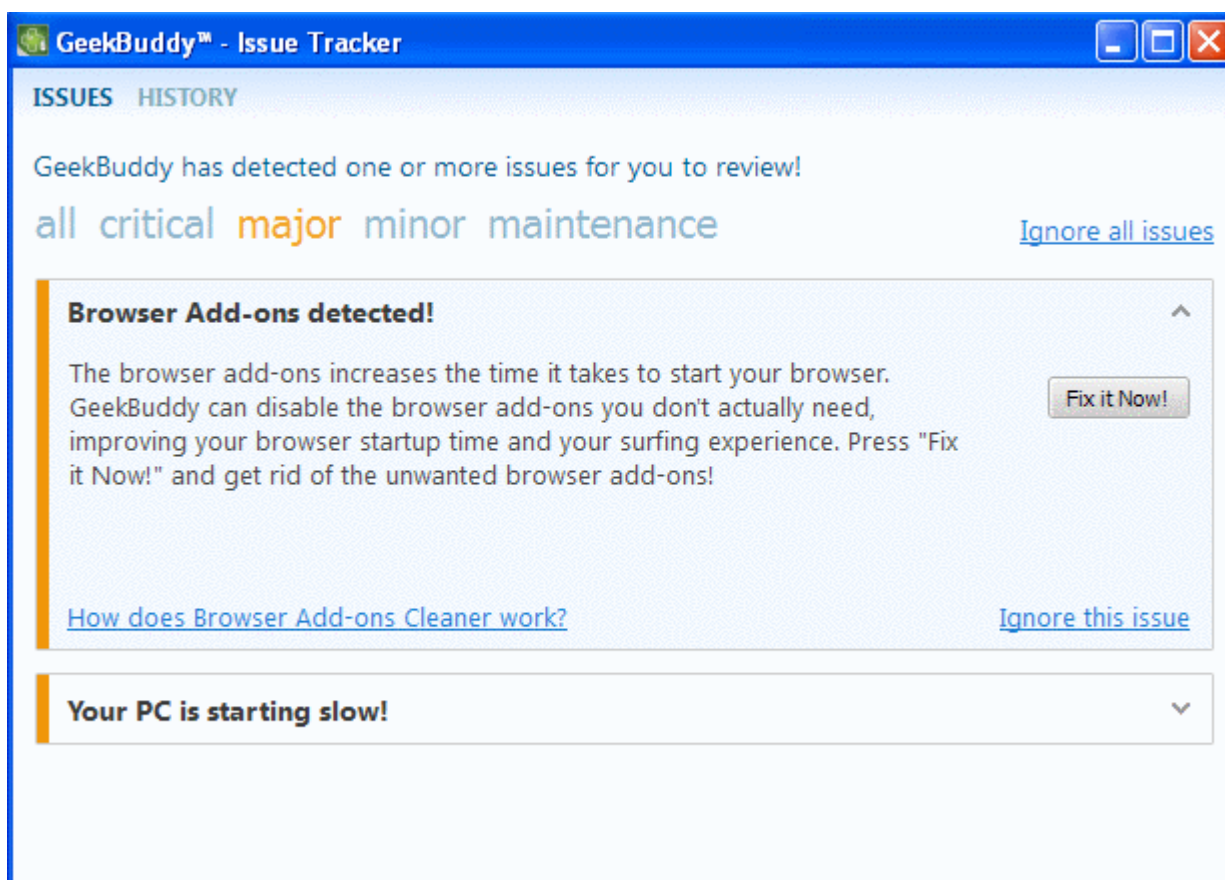 GeekBuddy™ - Issue Tracker
ISSUES HISTORY
GeekBuddy has detected one or more issues for you to review!
all critical major minor maintenance
Ignore all issues
Browser Add-ons detected!
The browser add-ons increases the time it takes to start your browser.
GeekBuddy can disable the browser add-ons you don't actually need,
improving your browser startup time and your surfing experience. Press "Fix
it Now!" and get rid of the unwanted browser add-ons!
Fix it Now!
How does Browser Add-ons Cleaner work?
Ignore this issue
Your PC is starting slow!